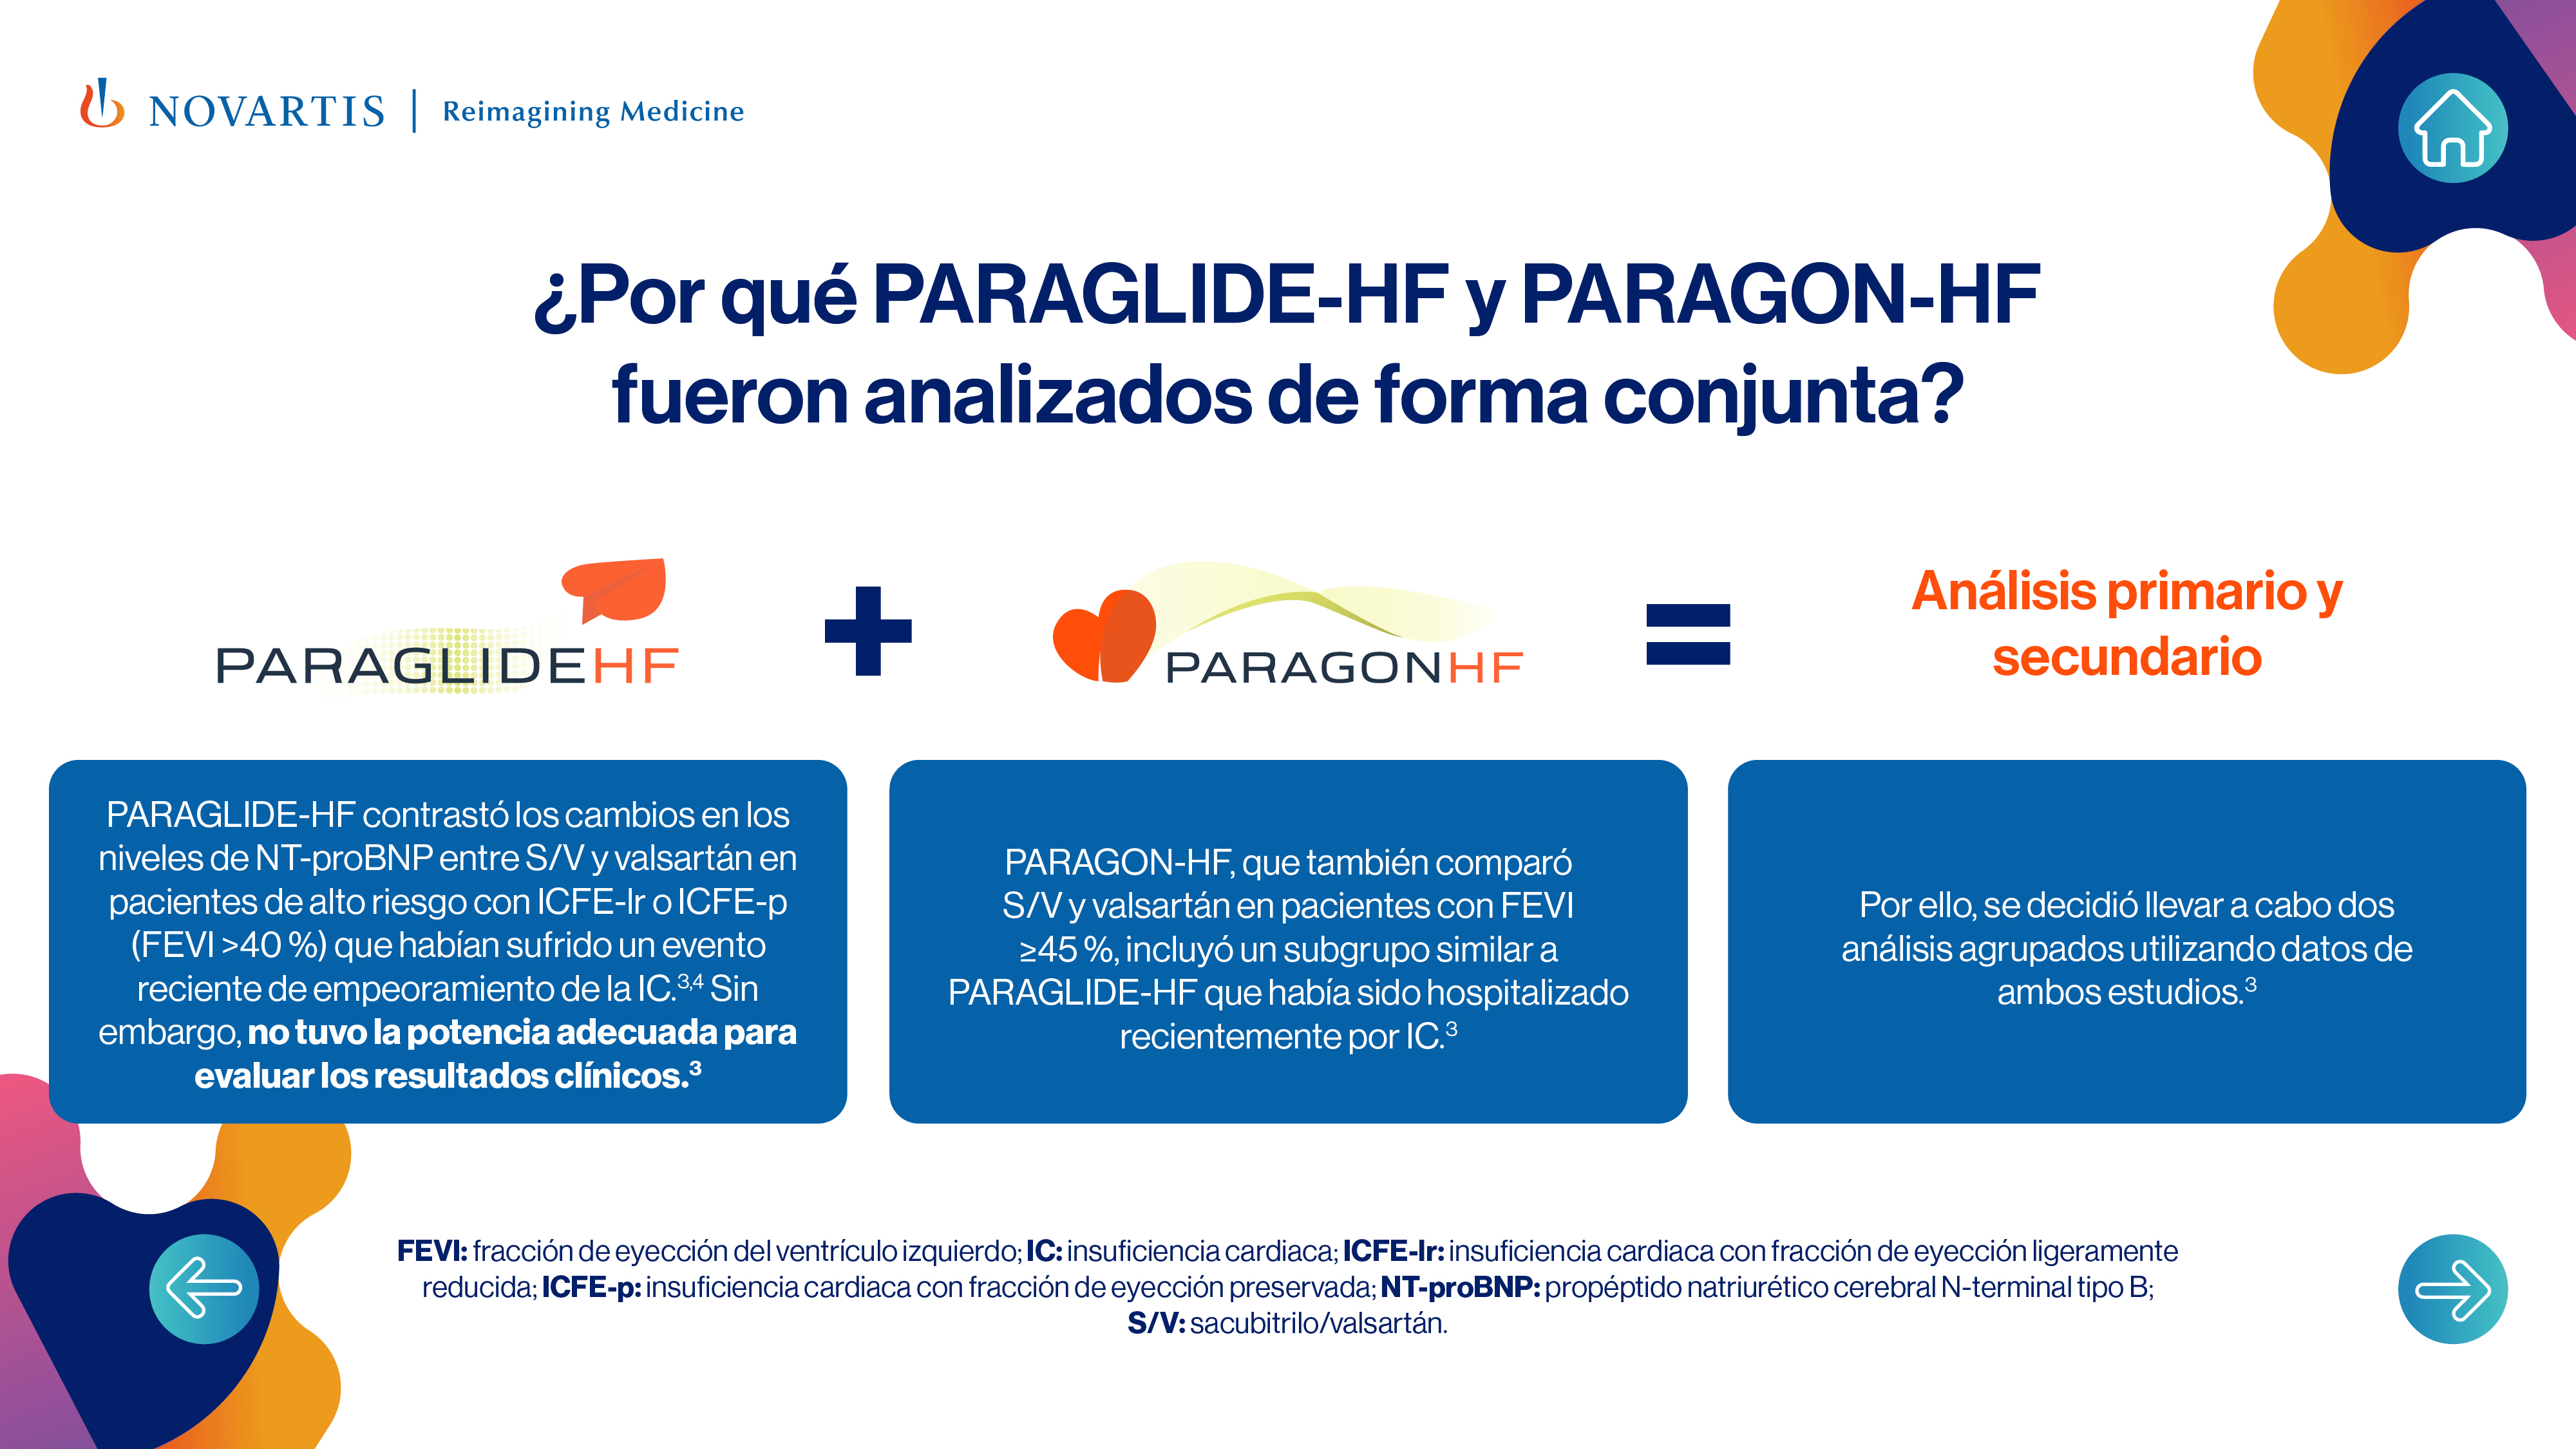 NOVARTIS | Reimagining Medicine
¿Por qué PARAGLIDE-HF y PARAGON-HF
fueron analizados de forma conjunta?
PARAGLIDEHF
+
PARAGONHF
=
Análisis primario y
secundario
PARAGLIDE-HF contrastó los cambios en los
niveles de NT-proBNP entre S/V y valsartán en
pacientes de alto riesgo con ICFE-lr o ICFE-p
(FEVI >40 %) que habían sufrido un evento
reciente de empeoramiento de la IC.3,4 Sin
embargo, no tuvo la potencia adecuada para
evaluar los resultados clínicos.3
PARAGON-HF, que también comparó
S/V y valsartán en pacientes con FEVI
≥45 %, incluyó un subgrupo similar a
PARAGLIDE-HF que había sido hospitalizado
recientemente por IC.3
Por ello, se decidió llevar a cabo dos
análisis agrupados utilizando datos de
ambos estudios.3
FEVI: fracción de eyección del ventrículo izquierdo; IC: insuficiencia cardiaca; ICFE-lr: insuficiencia cardiaca con fracción de eyección ligeramente
reducida; ICFE-p: insuficiencia cardiaca con fracción de eyección preservada; NT-proBNP: propéptido natriurético cerebral N-terminal tipo B;
S/V: sacubitrilo/valsartán.